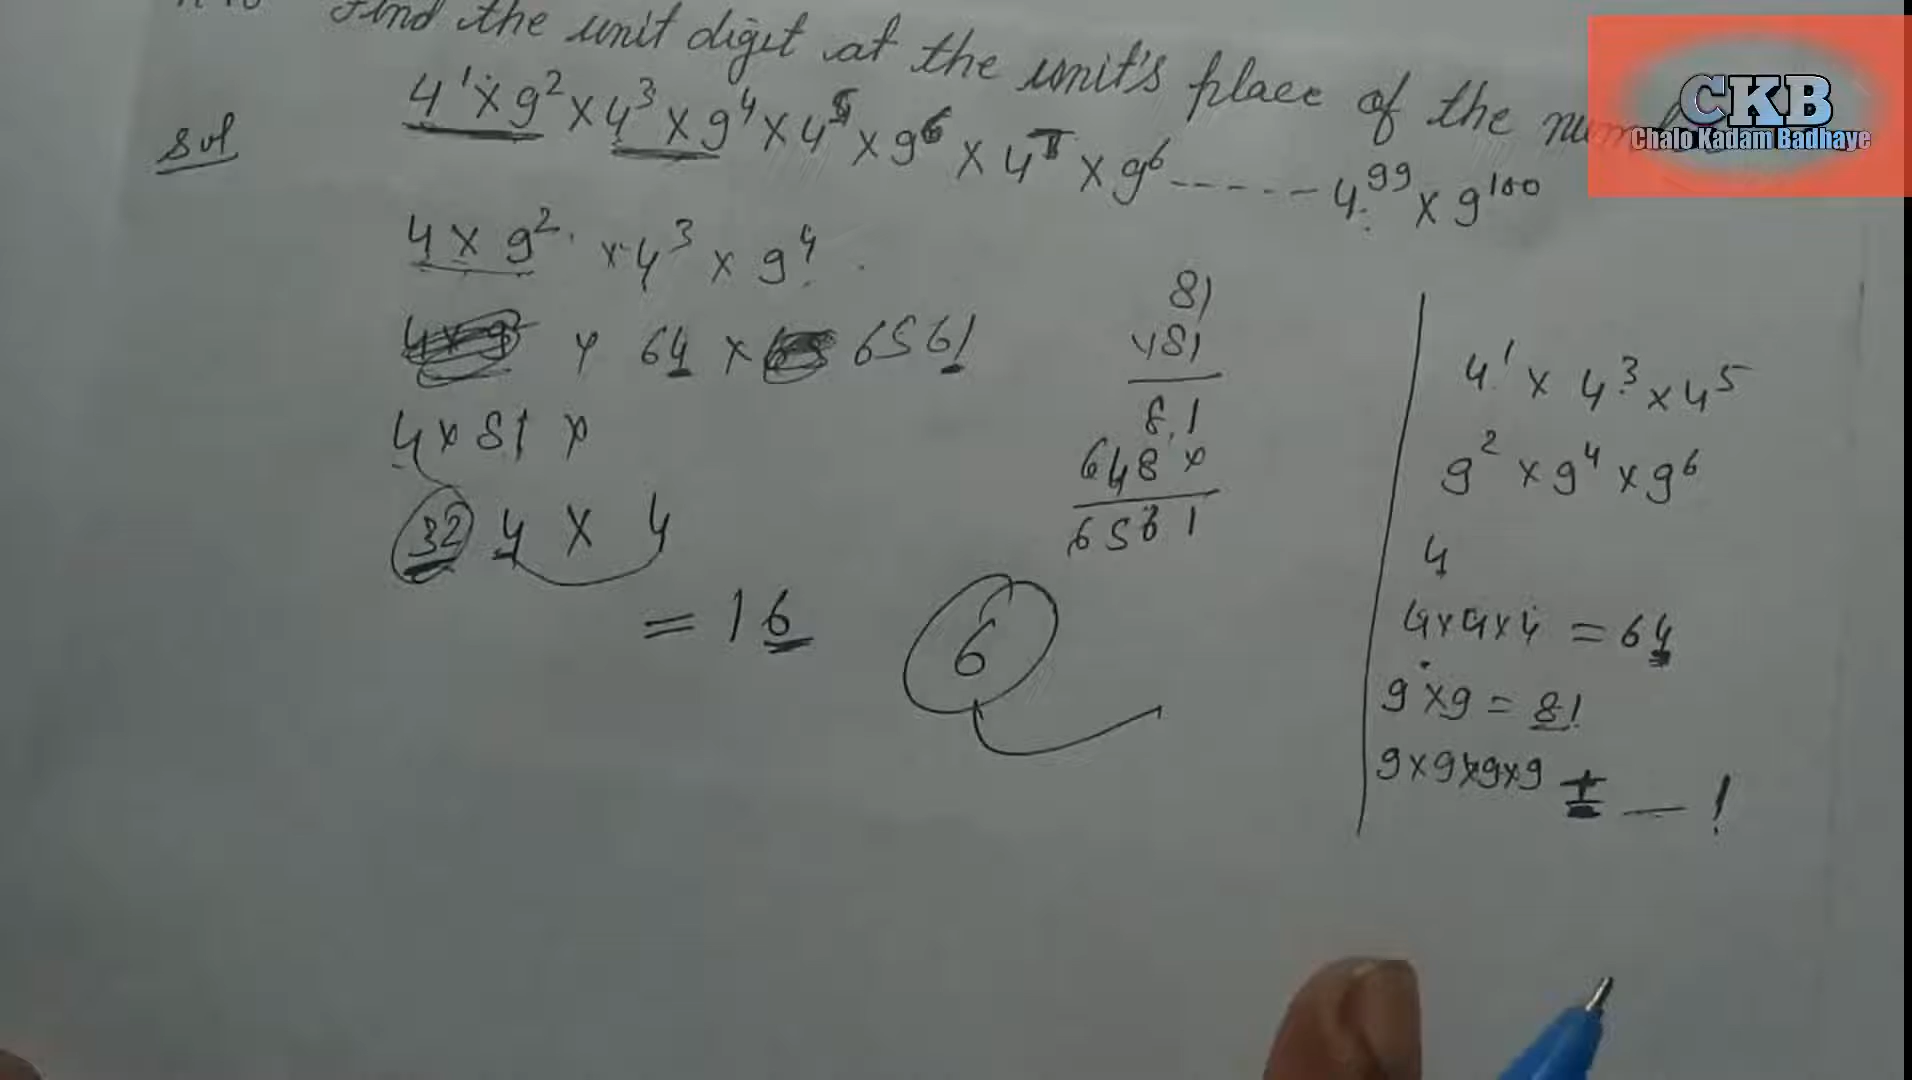 Find the unit digit at the unit's place of the
4¹ × 9² × 4³ × 9⁴ × 4⁵ × 9⁶ × 4⁷ × 9⁶ ------ 4⁹⁹ × 9¹⁰⁰
Sol
4 × 9² × 4³ × 9⁴
× 64 × 6561
4 × 81 ×
32 4 × 4
= 16
6
81
×81
81
648×
6561
4¹ × 4³ × 4⁵
9² × 9⁴ × 9⁶
4
4×4×4 = 64
9×9 = 81
9×9×9×9 = _ 1
CKB
Chalo Kadam Badhaye